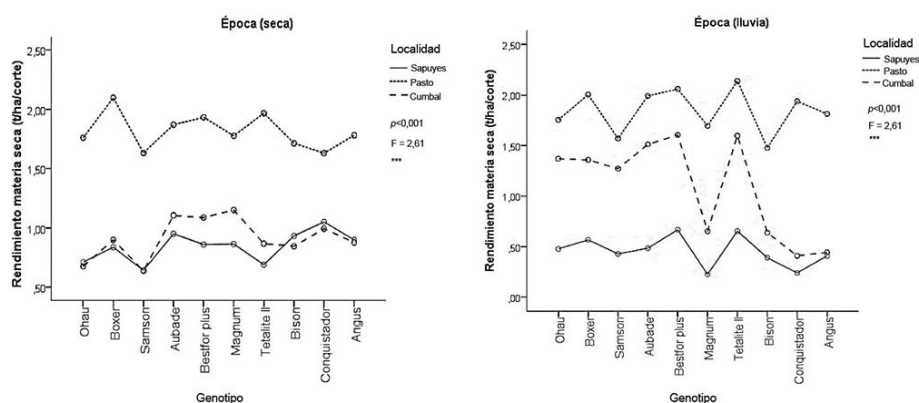 Época (seca)
Rendimiento materia seca (t/ha/corte)
2,50
2,00
1,50
1,00
,50
Ohau
Boxer
Samson
Aubade
Bestfor plus
Magnum
Tetalite II
Bison
Conquistador
Angus
Genotipo
Localidad
Sapuyes
Pasto
Cumbal
p<0,001
F = 2,61
***
Época (lluvia)
Rendimiento materia seca (t/ha/corte)
2,50
2,00
1,50
1,00
,50
,00
Ohau
Boxer
Samson
Aubade
Bestfor plus
Magnum
Tetalite II
Bison
Conquistador
Angus
Genotipo
Localidad
Sapuyes
Pasto
Cumbal
p<0,001
F = 2,61
***